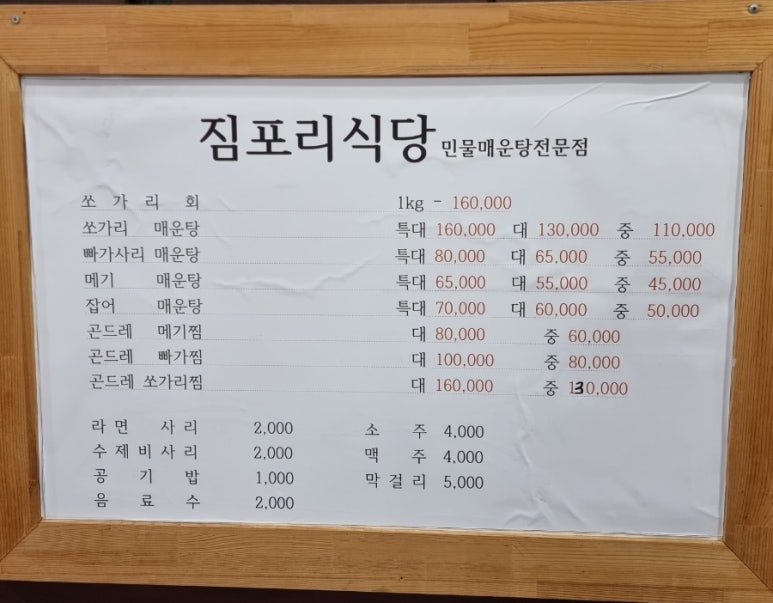 짐포리식당 민물매운탕전문점
쏘 가 리 회 1kg - 160,000
쏘가리 매운탕 특대 160,000 대 130,000 중 110,000
빠가사리 매운탕 특대 80,000 대 65,000 중 55,000
메기 매운탕 특대 65,000 대 55,000 중 45,000
잡어 매운탕 특대 70,000 대 60,000 중 50,000
곤드레 메기찜 대 80,000 중 60,000
곤드레 빠가찜 대 100,000 중 80,000
곤드레 쏘가리찜 대 160,000 중 130,000
라면 사리 2,000 소 주 4,000
수제비사리 2,000 맥 주 4,000
공 기 밥 1,000 막걸리 5,000
음 료 수 2,000